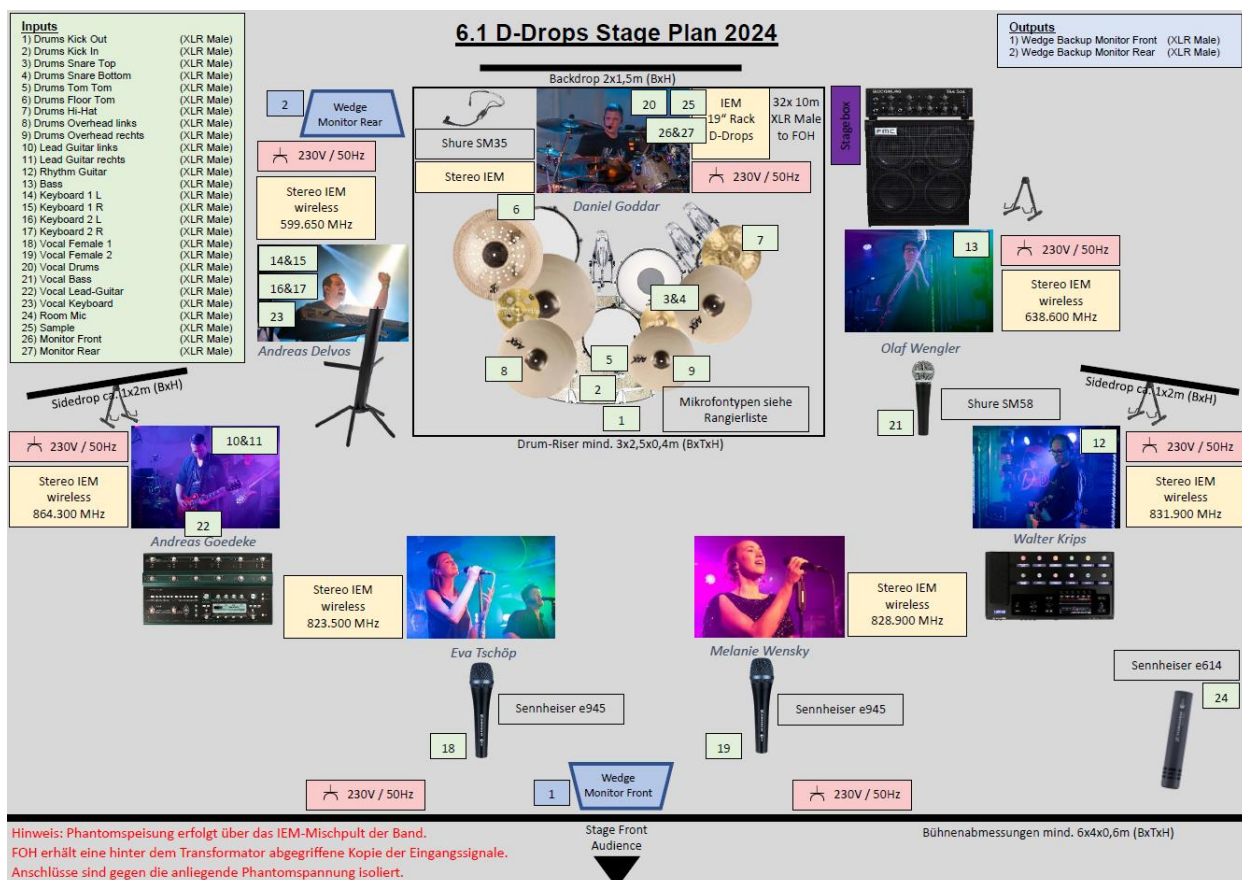 6.1 D-Drops Stage Plan 2024
Inputs
1) Drums Kick Out (XLR Male)
2) Drums Kick In (XLR Male)
3) Drums Snare Top (XLR Male)
4) Drums Snare Bottom (XLR Male)
5) Drums Tom Tom (XLR Male)
6) Drums Floor Tom (XLR Male)
7) Drums Hi-Hat (XLR Male)
8) Drums Overhead links (XLR Male)
9) Drums Overhead rechts (XLR Male)
10) Lead Guitar links (XLR Male)
11) Lead Guitar rechts (XLR Male)
12) Rhythm Guitar (XLR Male)
13) Bass (XLR Male)
14) Keyboard 1 L (XLR Male)
15) Keyboard 1 R (XLR Male)
16) Keyboard 2 L (XLR Male)
17) Keyboard 2 R (XLR Male)
18) Vocal Female 1 (XLR Male)
19) Vocal Female 2 (XLR Male)
20) Vocal Drums (XLR Male)
21) Vocal Bass (XLR Male)
22) Vocal Lead-Guitar (XLR Male)
23) Vocal Keyboard (XLR Male)
24) Room Mic (XLR Male)
25) Sample (XLR Male)
26) Monitor Front (XLR Male)
27) Monitor Rear (XLR Male)
Outputs
1) Wedge Backup Monitor Front (XLR Male)
2) Wedge Backup Monitor Rear (XLR Male)
Backdrop 2x1,5m (BxH)
2
Wedge
Monitor Rear
230V / 50Hz
Stereo IEM
wireless
599.650 MHz
14&15
16&17
23
Andreas Delvos
Shure SM35
Stereo IEM
20
25
26&27
IEM
19“ Rack
D-Drops
32x 10m
XLR Male
to FOH
230V / 50Hz
Daniel Goddar
6
7
3&4
5
8
9
2
1
Mikrofontypen siehe
Rangierliste
Drum-Riser mind. 3x2,5x0,4m (BxTxH)
Stagebox
FMC
13
230V / 50Hz
Stereo IEM
wireless
638.600 MHz
Olaf Wengler
21
Shure SM58
Sidedrop ca. 1x2m (BxH)
230V / 50Hz
10&11
Stereo IEM
wireless
864.300 MHz
22
Andreas Goedeke
Sidedrop ca. 1x2m (BxH)
12
230V / 50Hz
Stereo IEM
wireless
831.900 MHz
Walter Krips
Stereo IEM
wireless
823.500 MHz
Eva Tschöp
Sennheiser e945
18
Stereo IEM
wireless
828.900 MHz
Melanie Wensky
Sennheiser e945
19
Sennheiser e614
24
230V / 50Hz
1
Wedge
Monitor Front
230V / 50Hz
Hinweis: Phantomspeisung erfolgt über das IEM-Mischpult der Band.
FOH erhält eine hinter dem Transformator abgegriffene Kopie der Eingangssignale.
Anschlüsse sind gegen die anliegende Phantomspannung isoliert.
Stage Front
Audience
Bühnenabmessungen mind. 6x4x0,6m (BxTxH)